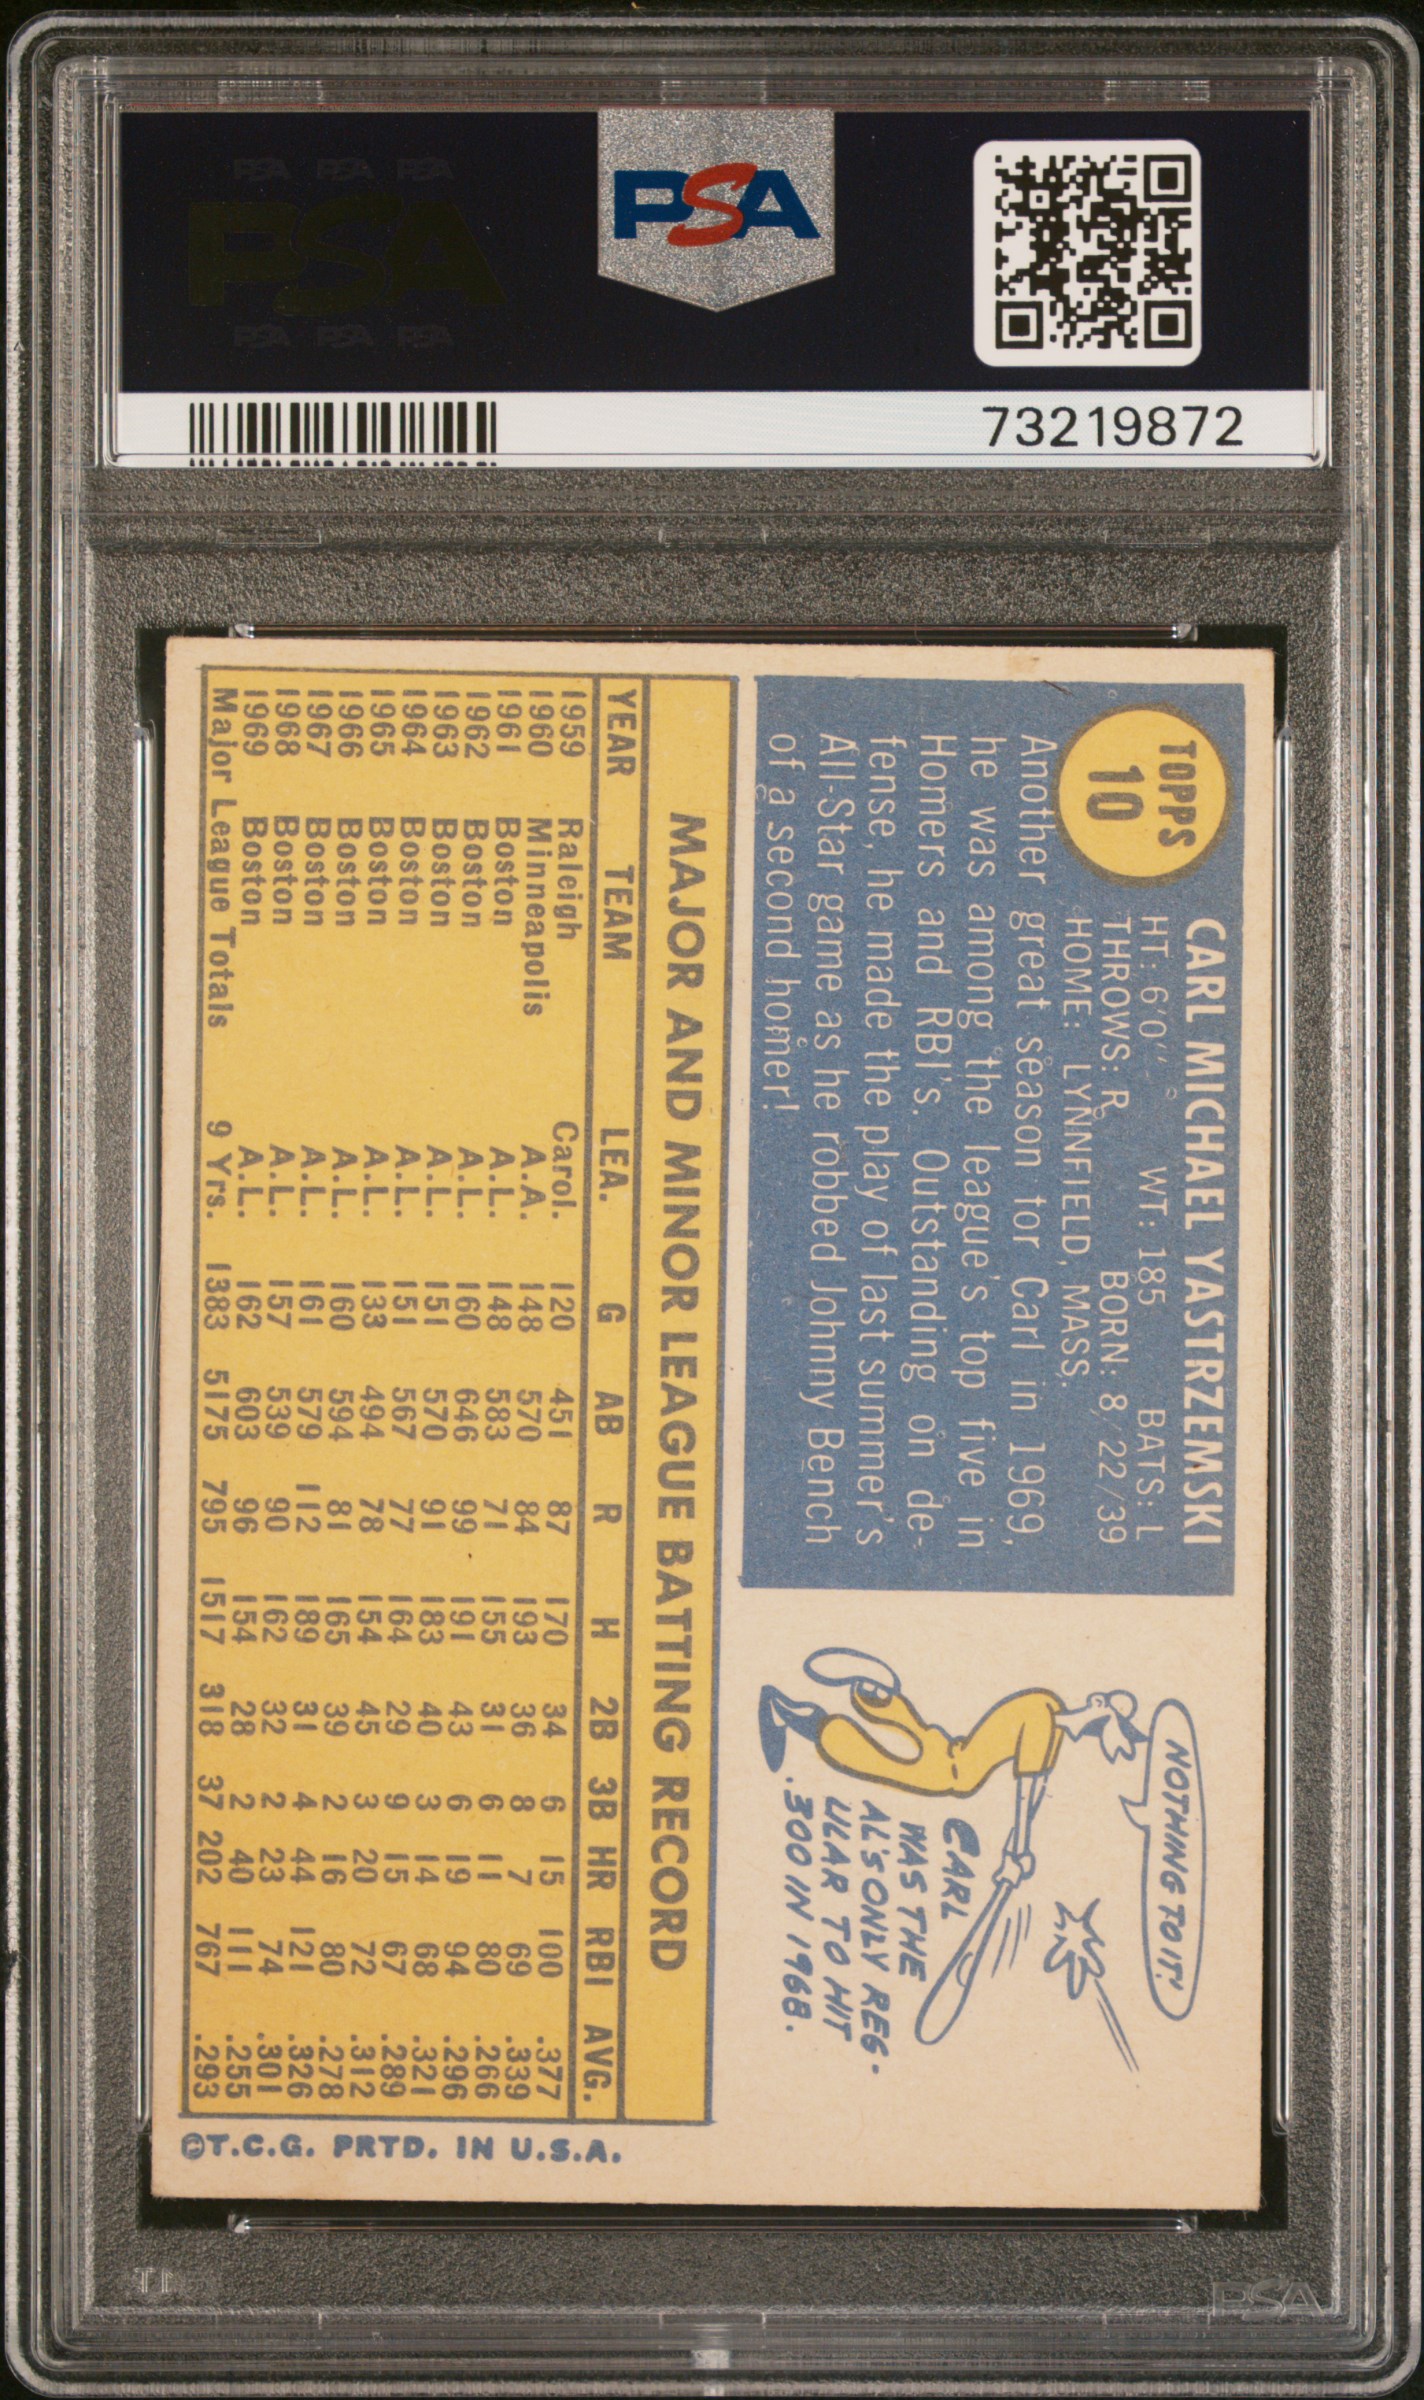 PSA PSA PSA
PSA
PSA PSA PSA
PSA
73219872
TOPPS
10
CARL MICHAEL YASTRZEMSKI
HT: 6'0" WT: 185 BATS: L
THROWS: R BORN: 8/22/39
HOME: LYNNFIELD, MASS.
Another great season for Carl in 1969,
he was among the league's top five in
Homers and RBI's. Outstanding on de-
fense, he made the play of last summer's
All-Star game as he robbed Johnny Bench
of a second homer!
NOTHING TO IT!
CARL
WAS THE
AL'S ONLY REG-
ULAR TO HIT
.300 IN 1968.
MAJOR AND MINOR LEAGUE BATTING RECORD
YEAR TEAM LEA. G AB R H 2B 3B HR RBI AVG.
1959 Raleigh Carol. 120 451 87 170 34 6 15 100 .377
1960 Minneapolis A.A. 148 570 84 193 36 8 7 69 .339
1961 Boston A.L. 148 583 71 155 31 6 11 80 .266
1962 Boston A.L. 160 646 99 191 43 6 19 94 .296
1963 Boston A.L. 151 570 91 183 40 3 14 68 .321
1964 Boston A.L. 151 567 77 164 29 9 15 67 .289
1965 Boston A.L. 133 494 78 154 45 3 20 72 .312
1966 Boston A.L. 160 594 81 165 39 2 16 80 .278
1967 Boston A.L. 161 579 112 189 31 4 44 121 .326
1968 Boston A.L. 157 539 90 162 32 2 23 74 .301
1969 Boston A.L. 162 603 96 154 28 2 40 111 .255
Major League Totals 9 Yrs. 1383 5175 795 1517 318 37 202 767 .293
©T.C.G. PRTD. IN U.S.A.
PSA